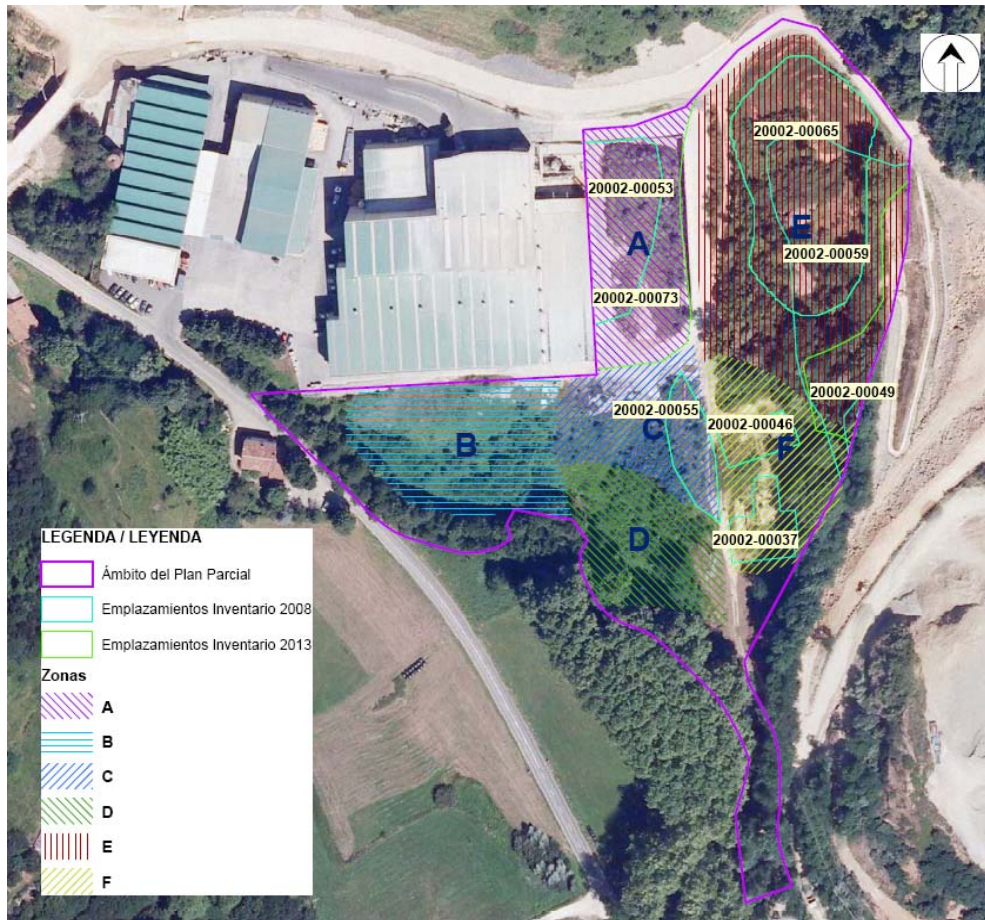 20002-00065
20002-00053
A
E
20002-00059
20002-00073
20002-00049
20002-00055
20002-00046
C
B
F
20002-00037
D
LEGENDA / LEYENDA
Ámbito del Plan Parcial
Emplazamientos Inventario 2008
Emplazamientos Inventario 2013
Zonas
A
B
C
D
E
F